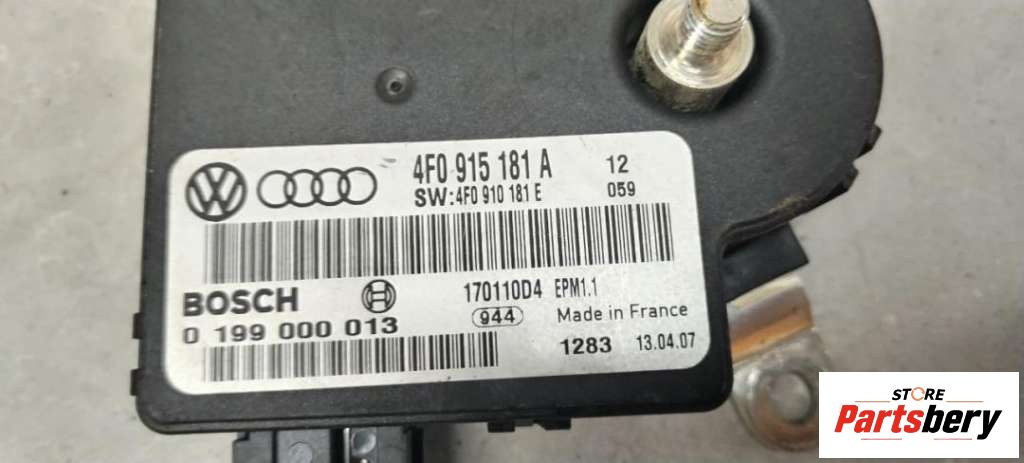 4F0 915 181 A 12
SW:4F0 910 181 E 059
BOSCH 170110D4 EPM1.1
0 199 000 013 944 Made in France
1283 13.04.07
STORE
Partsbery